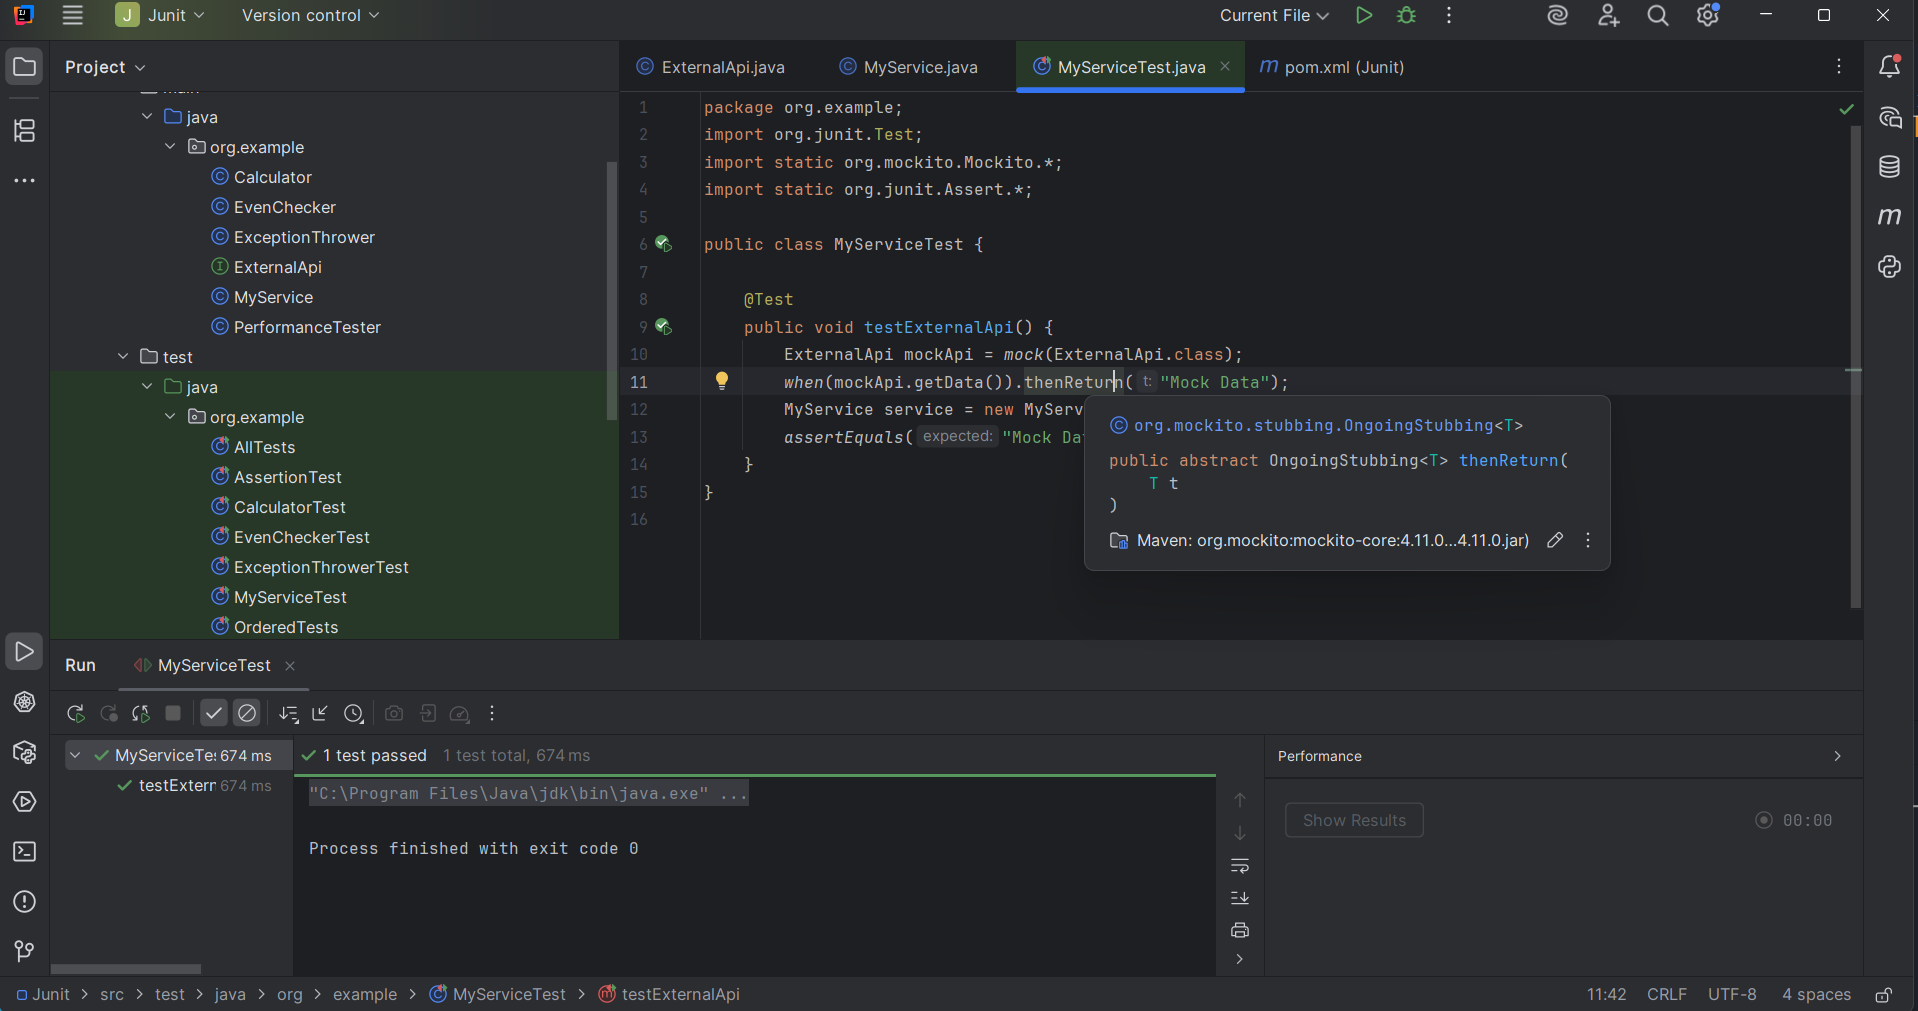 J Junit Version control Current File
Project
ExternalApi.java MyService.java MyServiceTest.java pom.xml (Junit)
main
java
org.example
Calculator
EvenChecker
ExceptionThrower
ExternalApi
MyService
PerformanceTester
test
java
org.example
AllTests
AssertionTest
CalculatorTest
EvenCheckerTest
ExceptionThrowerTest
MyServiceTest
OrderedTests
1 package org.example;
2 import org.junit.Test;
3 import static org.mockito.Mockito.*;
4 import static org.junit.Assert.*;
5
6 public class MyServiceTest {
7
8 @Test
9 public void testExternalApi() {
10 ExternalApi mockApi = mock(ExternalApi.class);
11 when(mockApi.getData()).thenReturn( t: "Mock Data");
12 MyService service = new MyServ
13 assertEquals( expected: "Mock Da
14 }
15 }
16
org.mockito.stubbing.OngoingStubbing<T>
public abstract OngoingStubbing<T> thenReturn(
T t
)
Maven: org.mockito:mockito-core:4.11.0...4.11.0.jar)
Run MyServiceTest
MyServiceTes 674 ms
testExterr 674 ms
1 test passed 1 test total, 674 ms
"C:\Program Files\Java\jdk\bin\java.exe" ...
Process finished with exit code 0
Performance
Show Results 00:00
Junit > src > test > java > org > example > MyServiceTest > testExternalApi
11:42 CRLF UTF-8 4 spaces